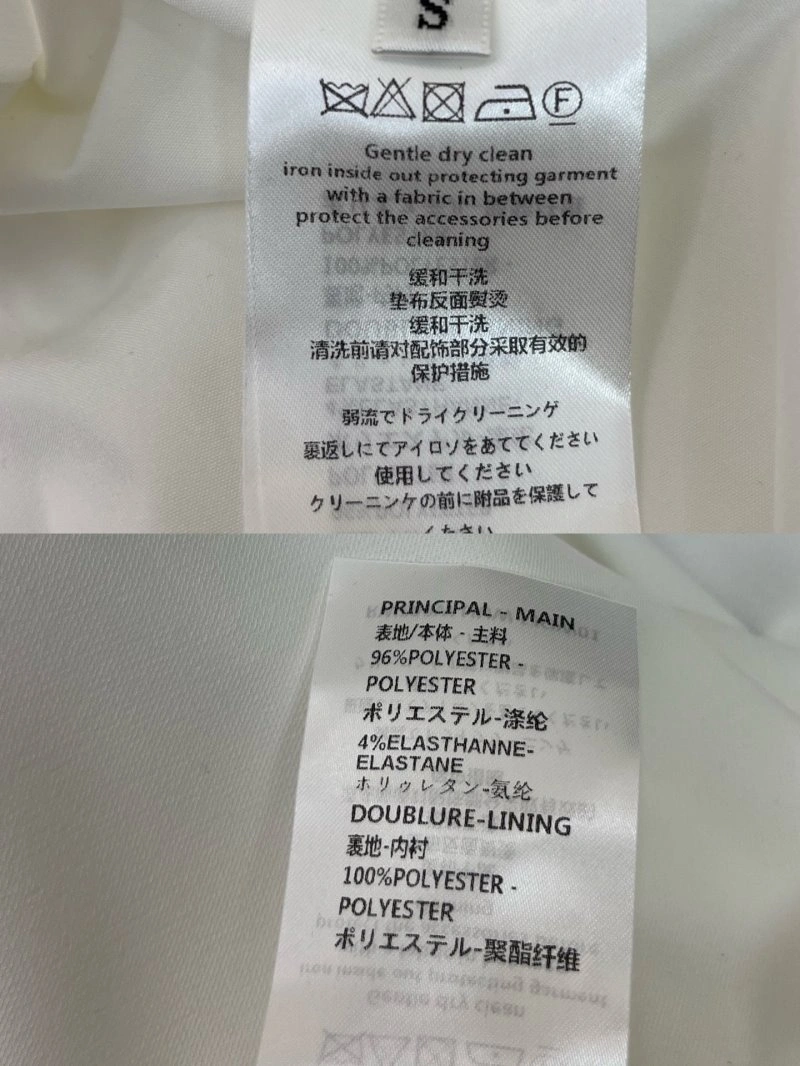 S
F
Gentle dry clean
iron inside out protecting garment
with a fabric in between
protect the accessories before
cleaning
缓和干洗
垫布反面熨烫
缓和干洗
清洗前请对配饰部分采取有效的
保护措施
弱流でドライクリーニンゲ
裏返しにてアイロソをあててください
使用してください
クリーニンケの前に附品を保護して
くたさい
PRINCIPAL - MAIN
表地/本体 - 主料
96%POLYESTER -
POLYESTER
ポリエステル-涤纶
4%ELASTHANNE-
ELASTANE
ホリゥレタン-氨纶
DOUBLURE-LINING
裏地-内衬
100%POLYESTER -
POLYESTER
ポリエステル-聚酯纤维